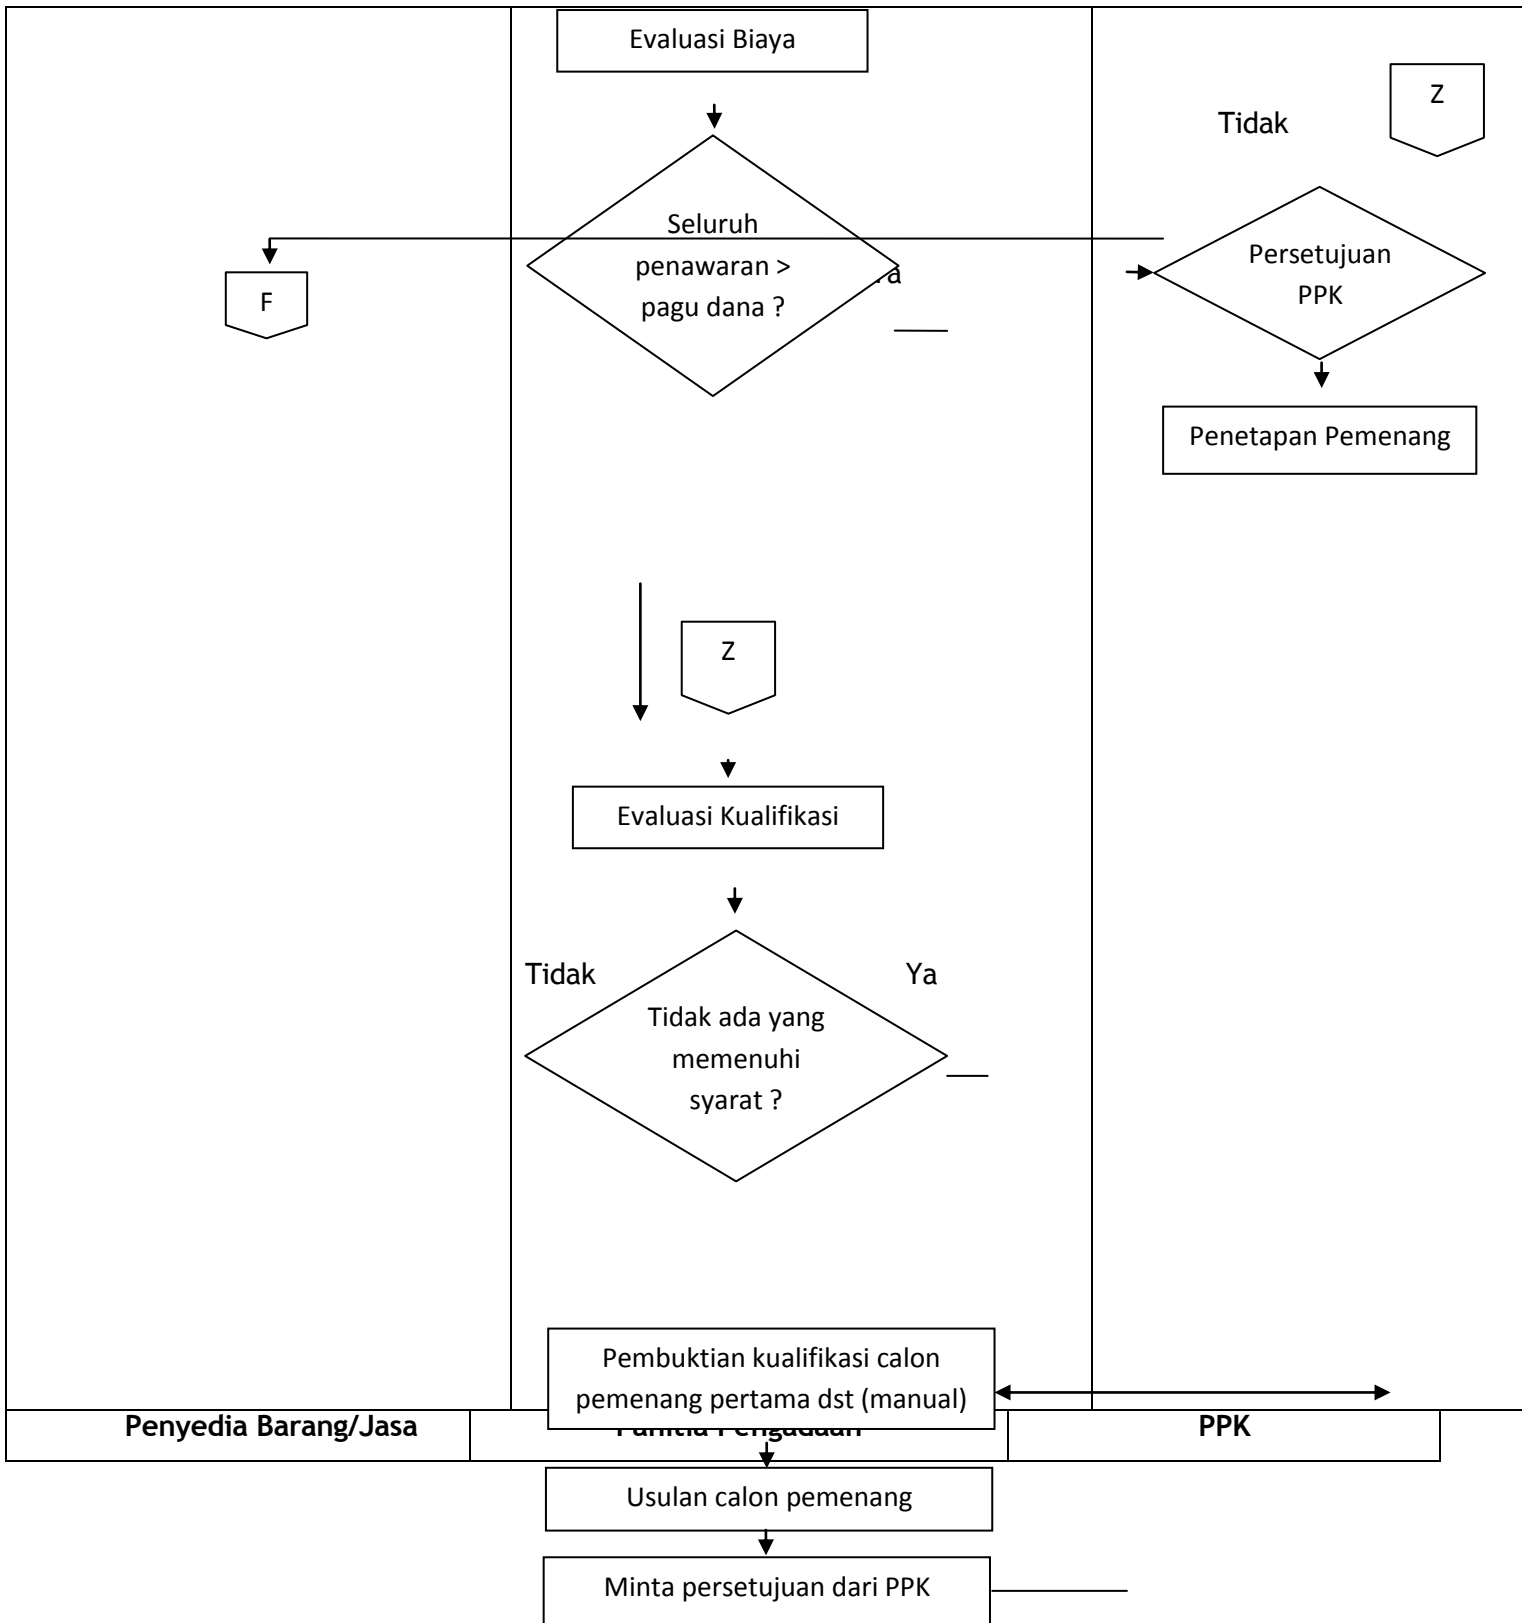 Evaluasi Biaya
Z
Tidak
Seluruh
penawaran >
pagu dana ?
Persetujuan
PPK
F
Penetapan Pemenang
Z
Evaluasi Kualifikasi
Tidak
Ya
Tidak ada yang
memenuhi
syarat ?
Pembuktian kualifikasi calon
pemenang pertama dst (manual)
Penyedia Barang/Jasa
PPK
Usulan calon pemenang
Minta persetujuan dari PPK